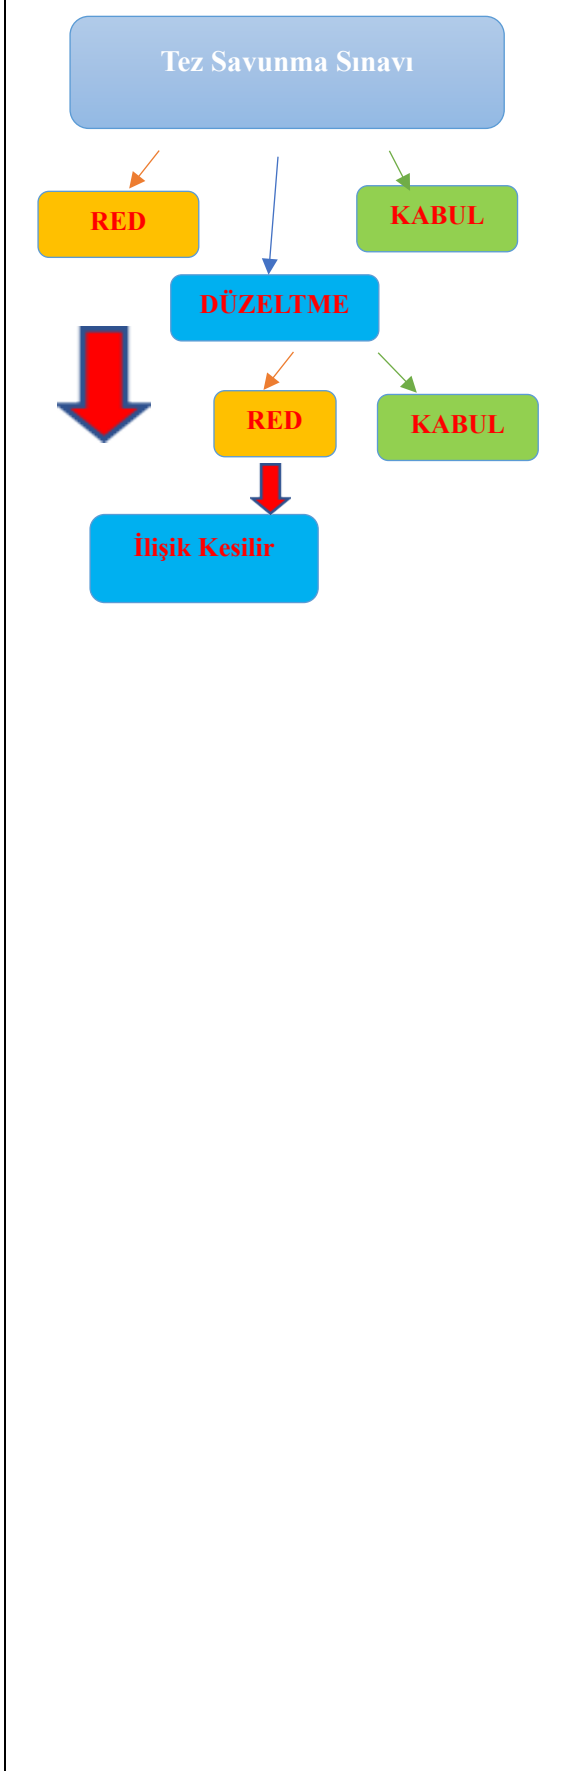 Tez Savunma Sınavı
RED
KABUL
DÜZELTME
RED
KABUL
İlişik Kesilir